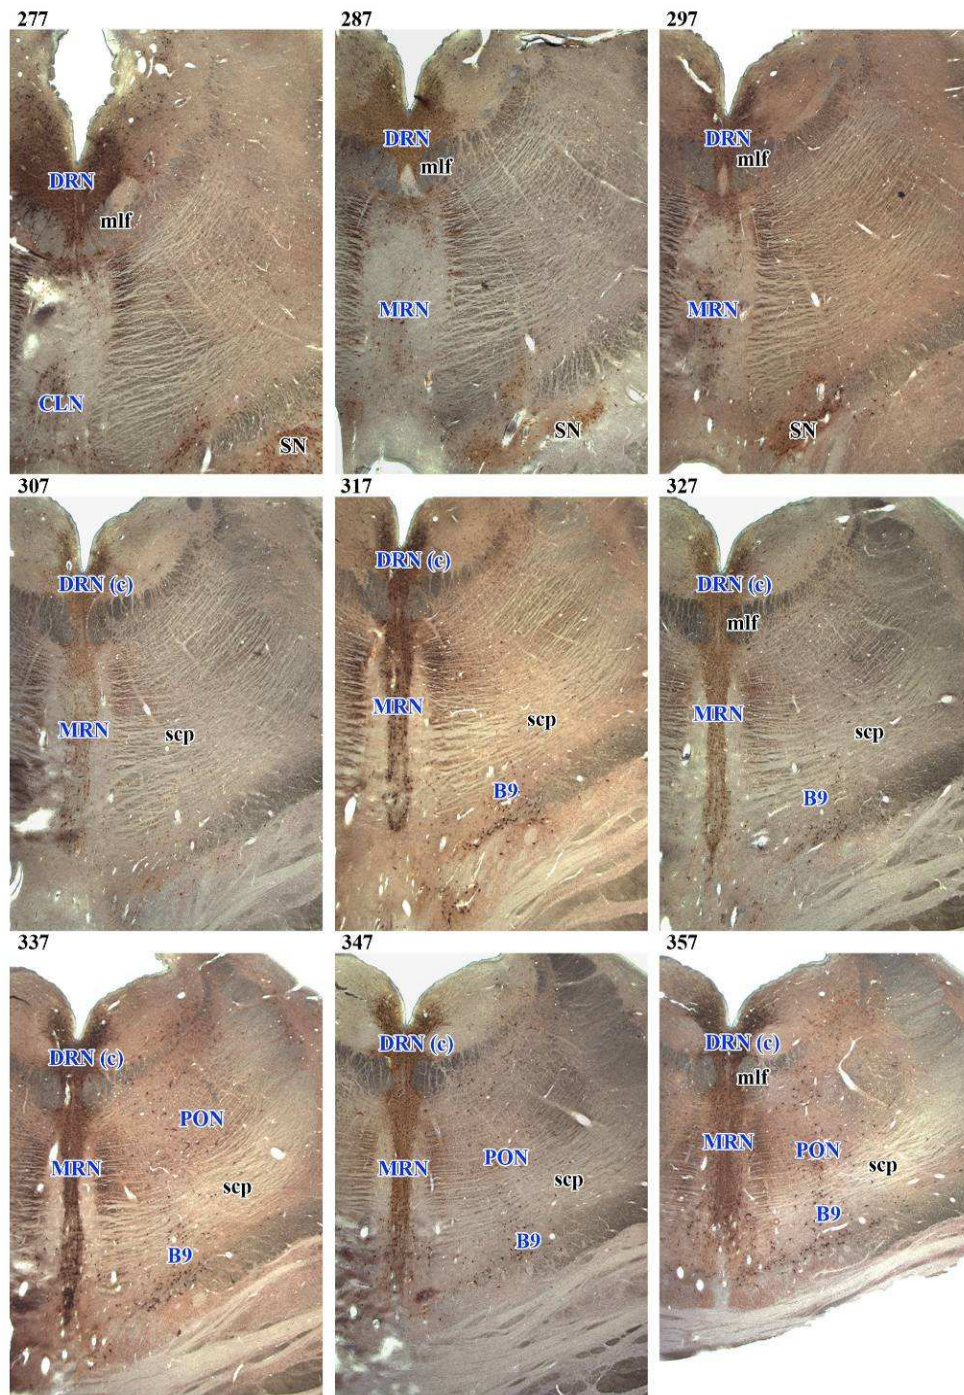 277
DRN
mlf
CLN
SN
287
DRN
mlf
MRN
SN
297
DRN
mlf
MRN
SN
307
DRN (c)
MRN
scp
317
DRN (c)
MRN
scp
B9
327
DRN (c)
mlf
MRN
scp
B9
337
DRN (c)
PON
MRN
scp
B9
347
DRN (c)
PON
MRN
scp
B9
357
DRN (c)
mlf
MRN
PON
scp
B9